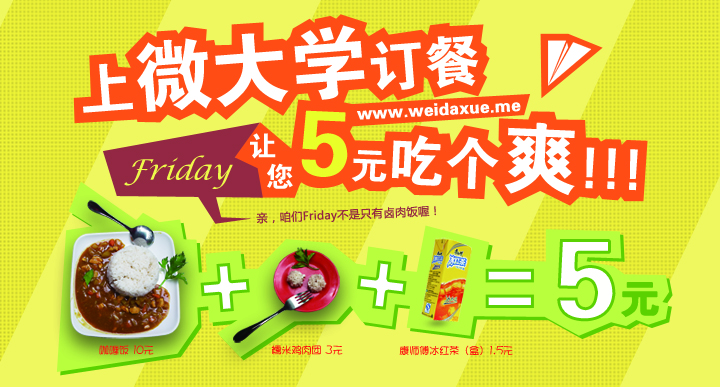 上微大学订餐
www.weidaxue.me
Friday
让您5元吃个爽!!!
亲，咱们Friday不是只有卤肉饭喔！
+ + = 5元
咖喱饭 10元 糯米鸡肉团 3元 康师傅冰红茶（盒）1.5元